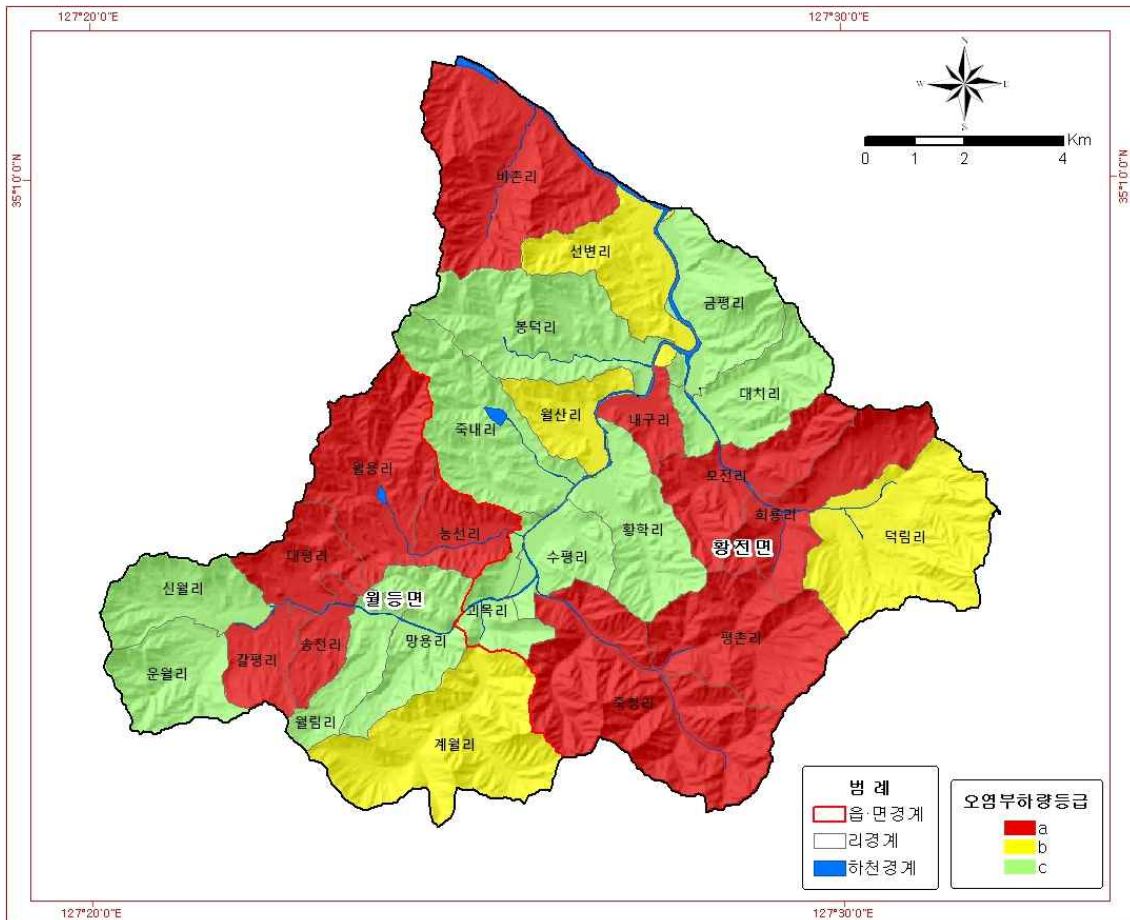 127°20'0"E
127°30'0"E
N
W
E
S
Km
0 1 2 4
35°10'0"N
35°10'0"N
비촌리
선변리
금평리
봉덕리
대치리
월산리
내구리
죽내리
월용리
모전리
회룡리
농선리
황학리
덕림리
황전면
대평리
수평리
신월리
월등면
괴목리
망용리
송전리
평촌리
갈평리
운월리
죽청리
월림리
계월리
범 례
읍·면경계
리경계
하천경계
오염부하량등급
a
b
c
127°20'0"E
127°30'0"E